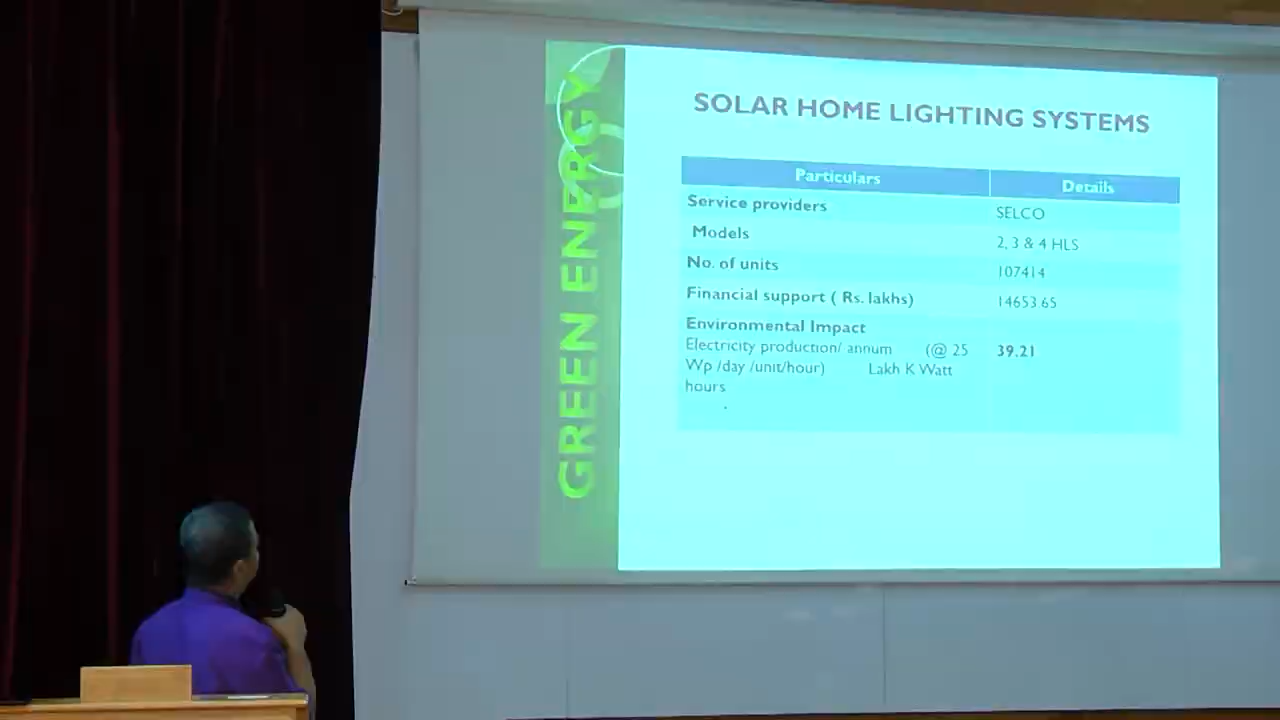 GREEN ENERGY
SOLAR HOME LIGHTING SYSTEMS
Particulars Details
Service providers SELCO
Models 2, 3 & 4 HLS
No. of units 107414
Financial support ( Rs. lakhs) 14653.65
Environmental Impact
Electricity production/ annum (@ 25 39.21
Wp /day /unit/hour) Lakh K Watt
hours
.